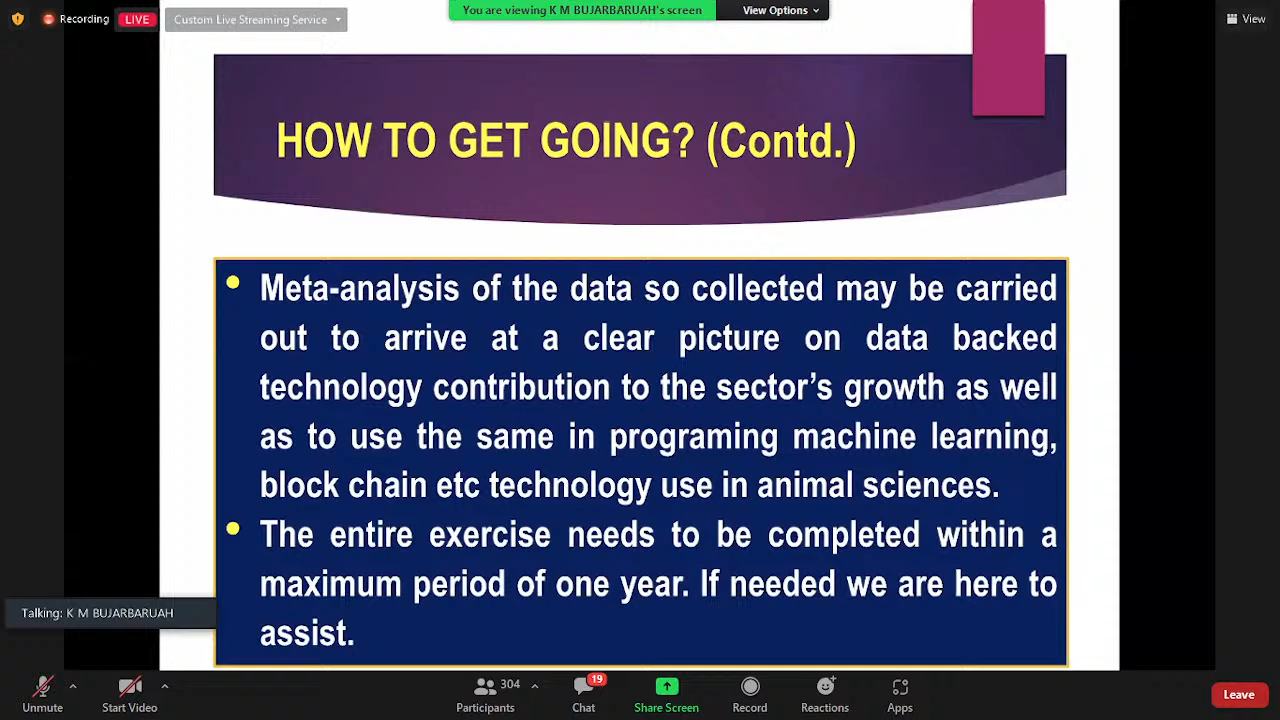 Recording
LIVE
Custom Live Streaming Service
You are viewing K M BUJARBARUAH's screen
View Options
View
HOW TO GET GOING? (Contd.)
Meta-analysis of the data so collected may be carried
out to arrive at a clear picture on data backed
technology contribution to the sector’s growth as well
as to use the same in programing machine learning,
block chain etc technology use in animal sciences.
The entire exercise needs to be completed within a
maximum period of one year. If needed we are here to
assist.
Talking: K M BUJARBARUAH
Unmute
Start Video
304
Participants
19
Chat
Share Screen
Record
Reactions
Apps
Leave